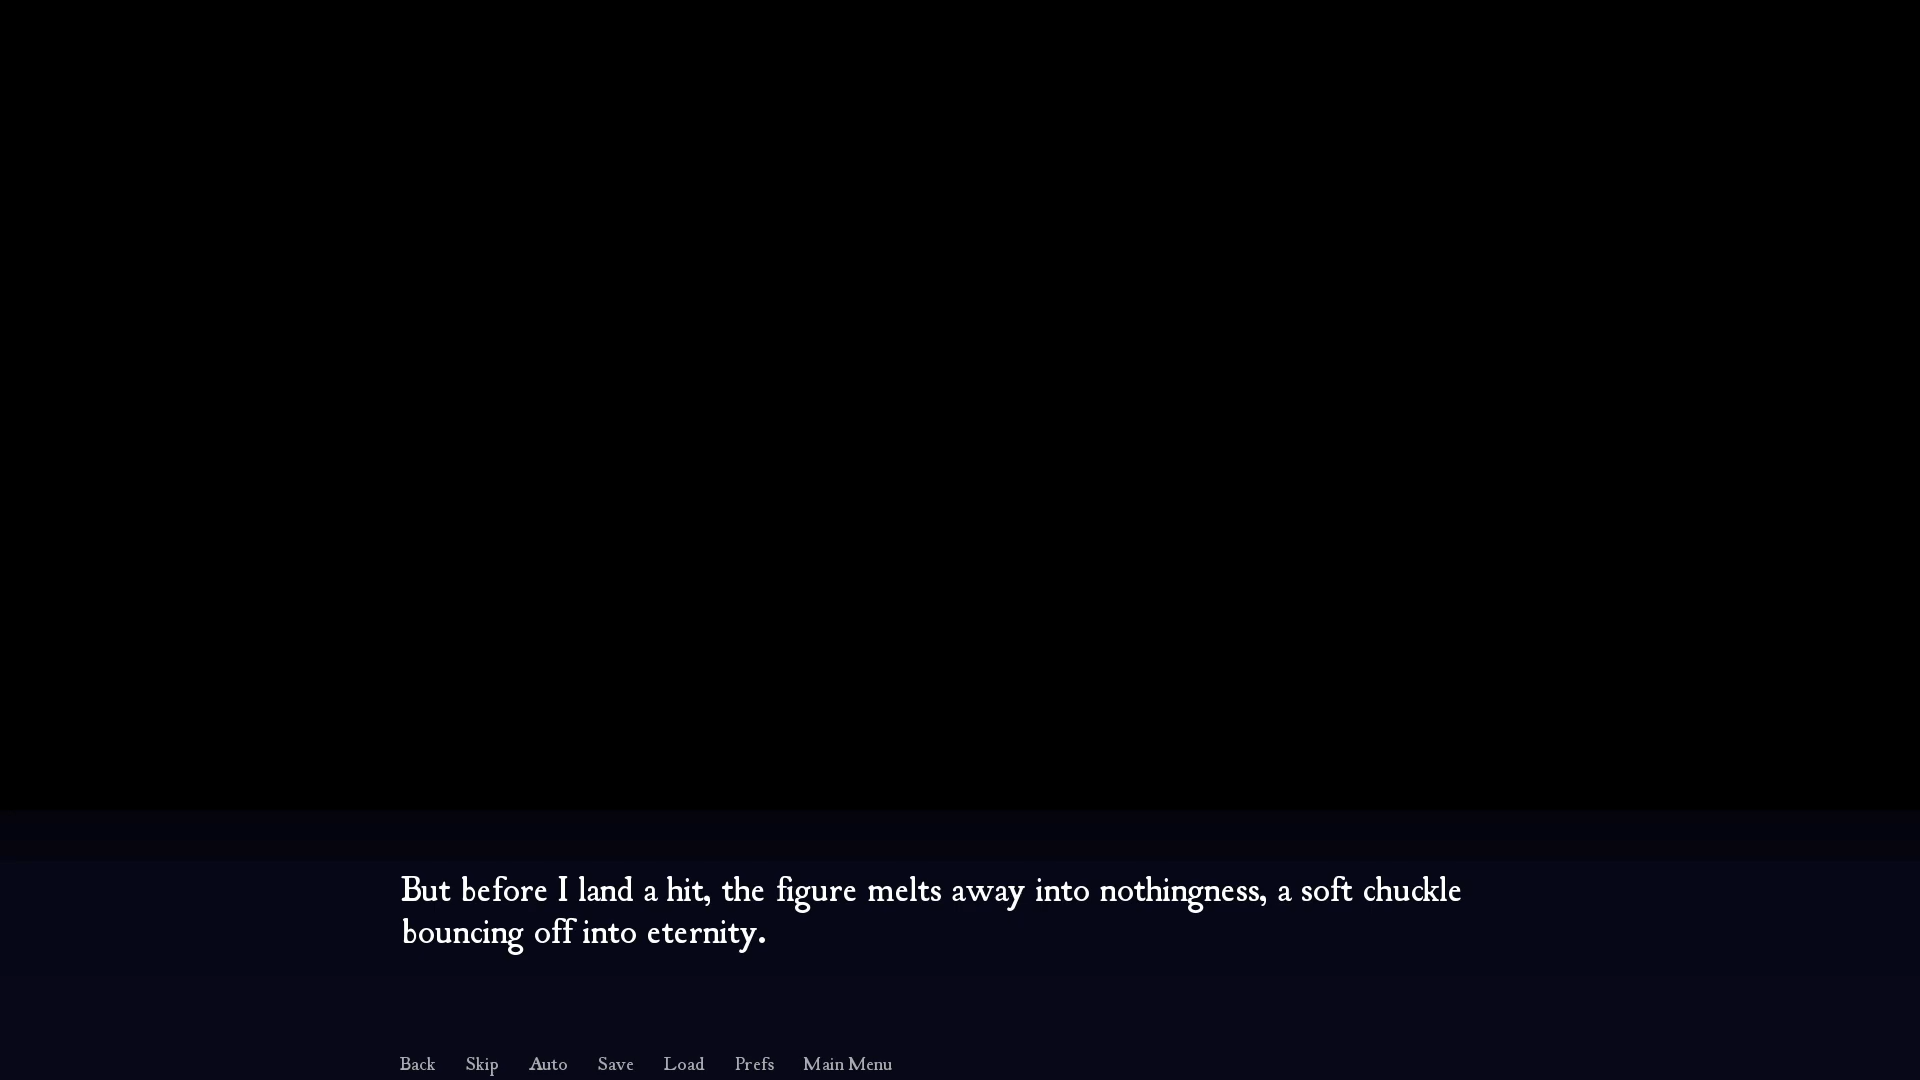 But before I land a hit, the figure melts away into nothingness, a soft chuckle
bouncing off into eternity.
Back Skip Auto Save Load Prefs Main Menu